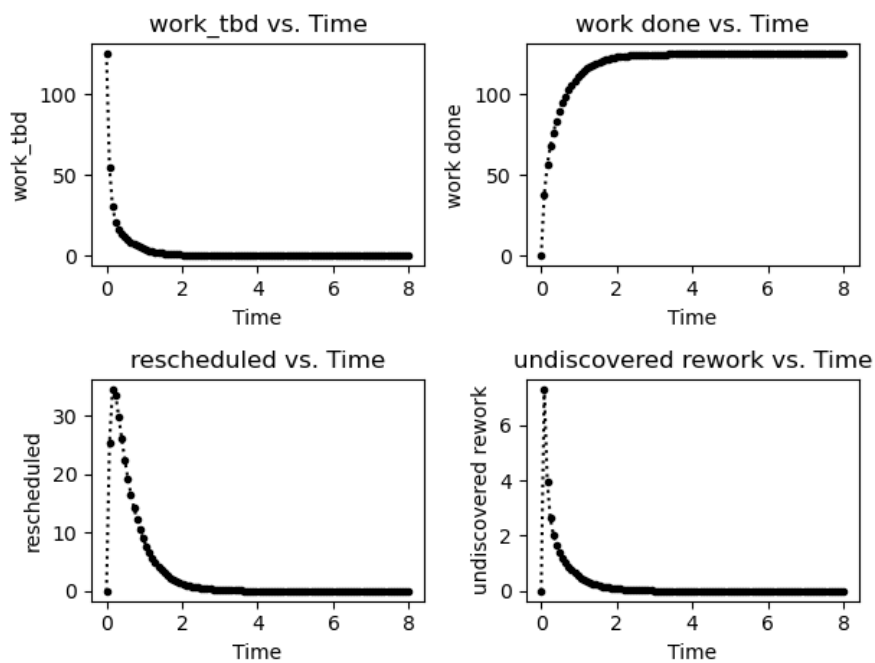 work_tbd vs. Time
work_tbd
100
50
0
0 2 4 6 8
Time
work done vs. Time
work done
100
50
0
0 2 4 6 8
Time
rescheduled vs. Time
rescheduled
30
20
10
0
0 2 4 6 8
Time
undiscovered rework vs. Time
undiscovered rework
6
4
2
0
0 2 4 6 8
Time